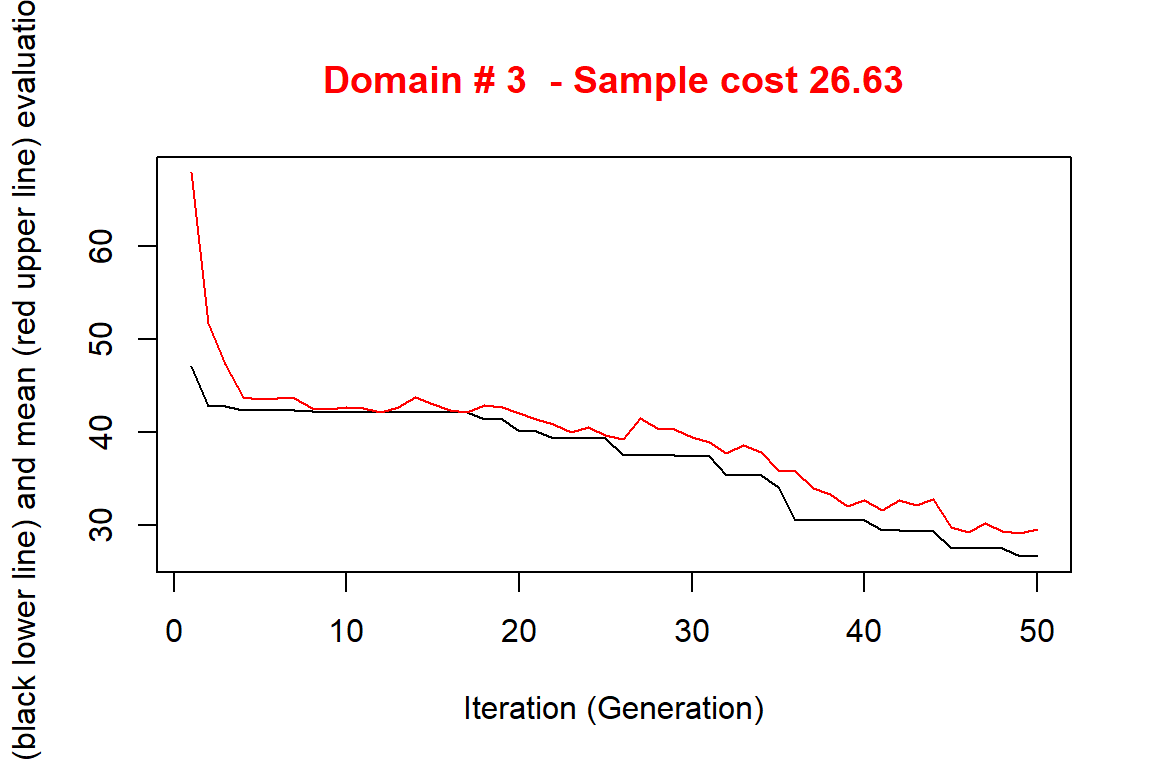 Domain # 3  - Sample cost 26.63
(black lower line) and mean (red upper line) evaluatio
60
50
40
30
0 10 20 30 40 50
Iteration (Generation)